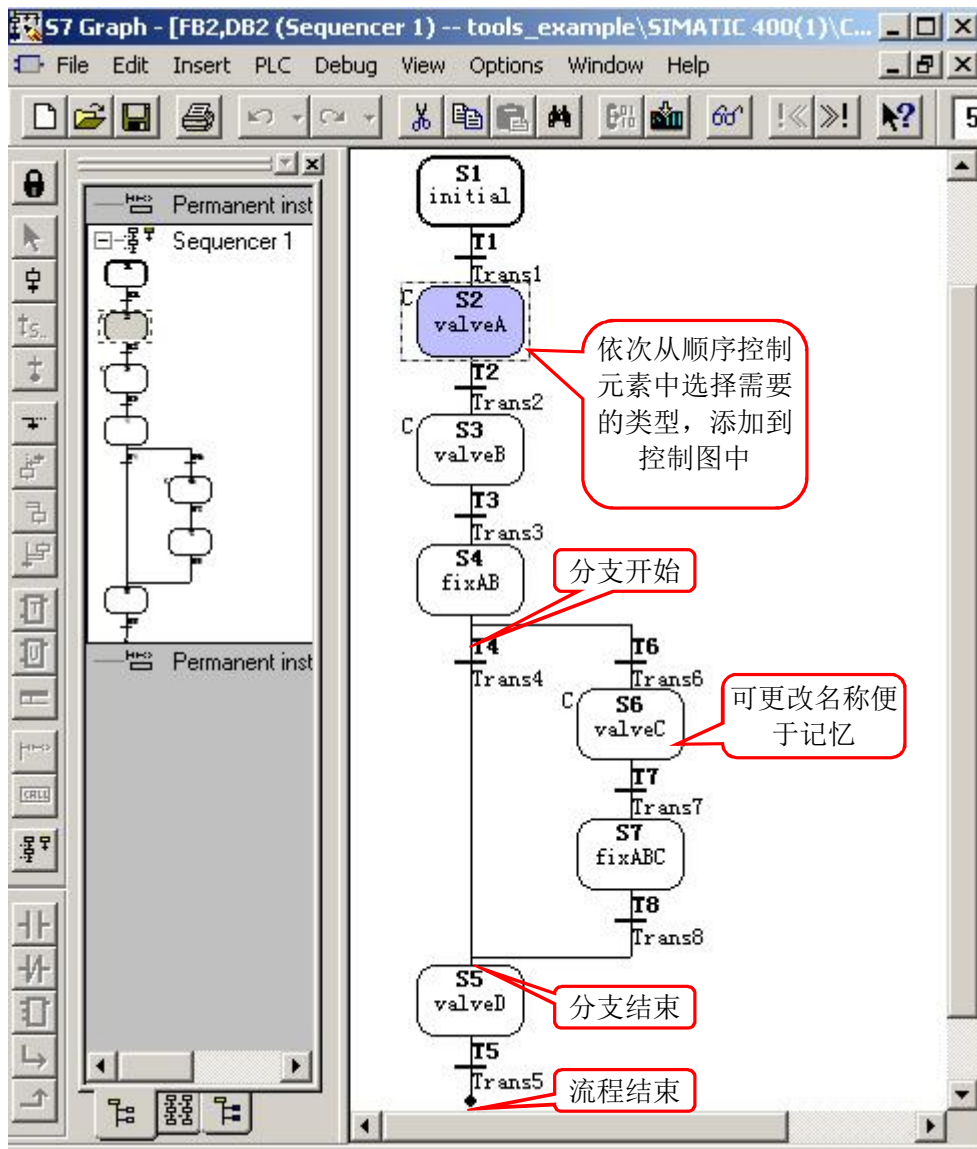 S7 Graph - [FB2,DB2 (Sequencer 1) -- tools_example\SIMATIC 400(1)\C...
File Edit Insert PLC Debug View Options Window Help
5
Permanent inst
Sequencer 1
Permanent inst
S1
initial
T1
Trans1
C
S2
valveA
依次从顺序控制
元素中选择需要
的类型，添加到
控制图中
T2
Trans2
C
S3
valveB
T3
Trans3
S4
fixAB
分支开始
T4
Trans4
T6
Trans6
C
S6
valveC
可更改名称便
于记忆
T7
Trans7
S7
fixABC
T8
Trans8
S5
valveD
分支结束
T5
Trans5
流程结束
CALL